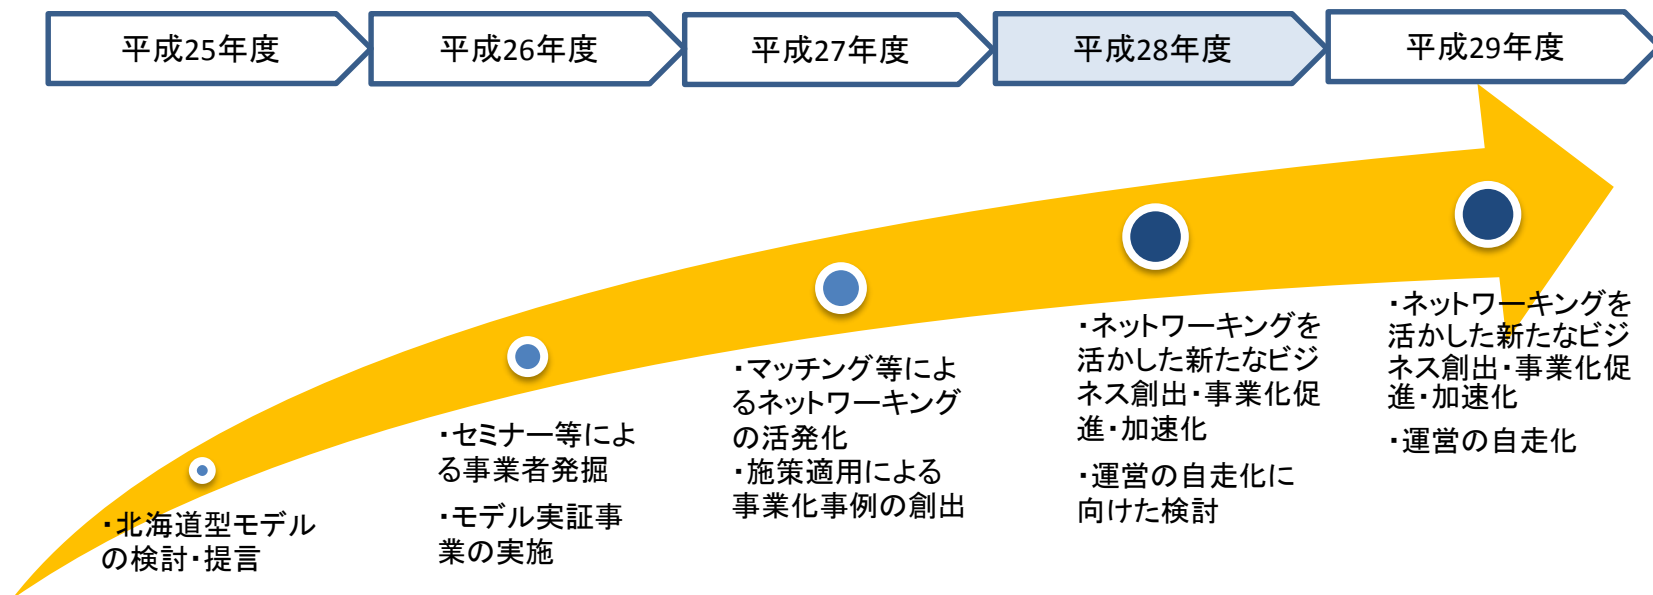 平成25年度
平成26年度
平成27年度
平成28年度
平成29年度
・北海道型モデル
の検討・提言
・セミナー等によ
る事業者発掘
・モデル実証事
業の実施
・マッチング等によ
るネットワーキング
の活発化
・施策適用による
事業化事例の創出
・ネットワーキングを
活かした新たなビジ
ネス創出・事業化促
進・加速化
・運営の自走化に
向けた検討
・ネットワーキングを
活かした新たなビジ
ネス創出・事業化促
進・加速化
・運営の自走化